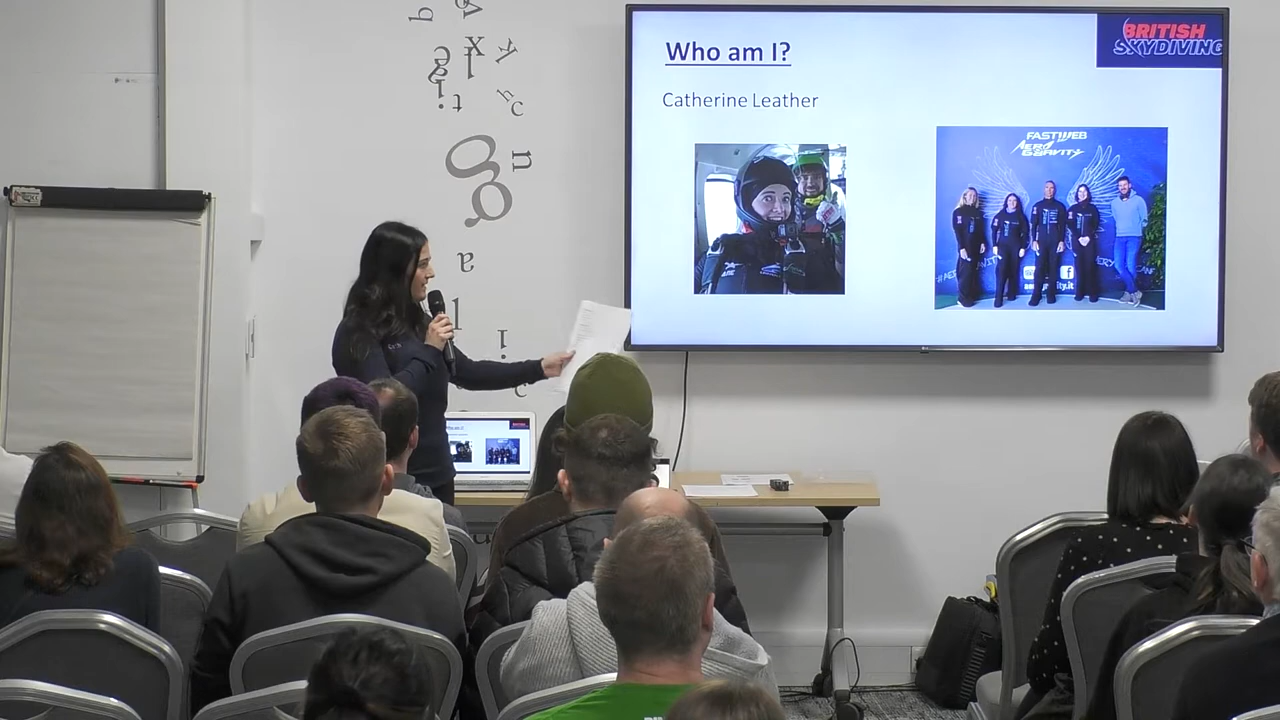 Who am I?
BRITISH
SKYDIVING
Catherine Leather
FASTWEB
AERO
GRAVITY